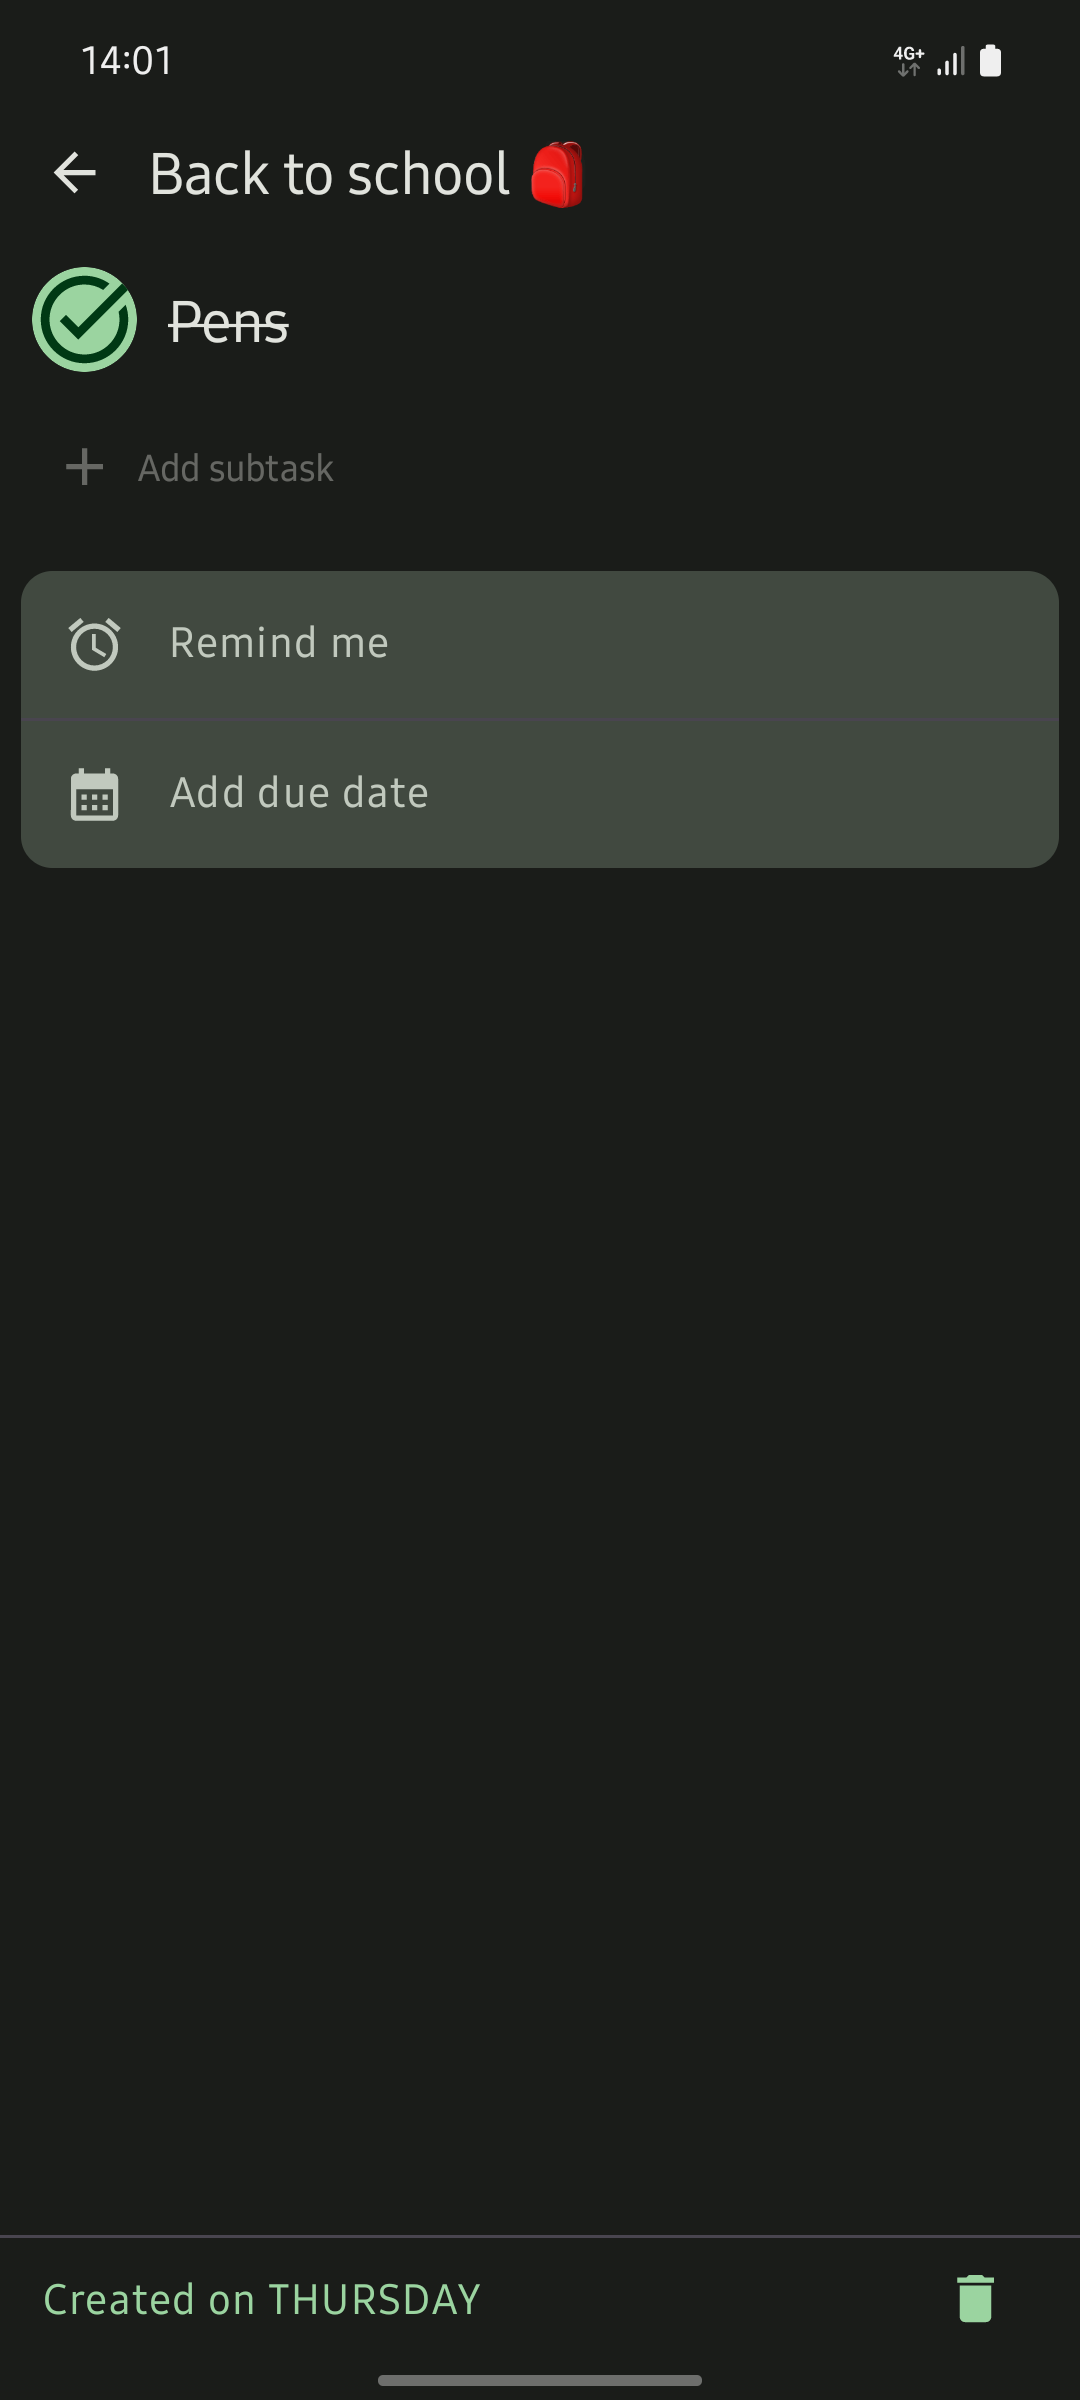 14:01
4G+
Back to school 🎒
Pens
Add subtask
Remind me
Add due date
Created on THURSDAY